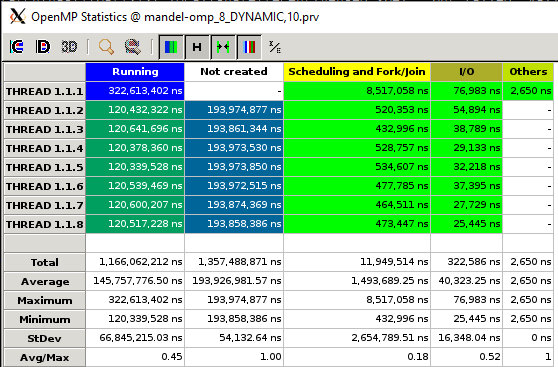 OpenMP Statistics @ mandel-omp_8_DYNAMIC,10.prv
3D
Running Not created Scheduling and Fork/Join I/O Others
THREAD 1.1.1 322,613,402 ns - 8,517,058 ns 76,983 ns 2,650 ns
THREAD 1.1.2 120,432,322 ns 193,974,877 ns 520,353 ns 54,894 ns -
THREAD 1.1.3 120,641,696 ns 193,861,344 ns 432,996 ns 38,789 ns -
THREAD 1.1.4 120,378,360 ns 193,973,530 ns 528,757 ns 29,133 ns -
THREAD 1.1.5 120,339,528 ns 193,973,850 ns 534,607 ns 32,218 ns -
THREAD 1.1.6 120,539,469 ns 193,972,515 ns 477,785 ns 37,395 ns -
THREAD 1.1.7 120,600,207 ns 193,874,369 ns 464,511 ns 27,729 ns -
THREAD 1.1.8 120,517,228 ns 193,858,386 ns 473,447 ns 25,445 ns -
Total 1,166,062,212 ns 1,357,488,871 ns 11,949,514 ns 322,586 ns 2,650 ns
Average 145,757,776.50 ns 193,926,981.57 ns 1,493,689.25 ns 40,323.25 ns 2,650 ns
Maximum 322,613,402 ns 193,974,877 ns 8,517,058 ns 76,983 ns 2,650 ns
Minimum 120,339,528 ns 193,858,386 ns 432,996 ns 25,445 ns 2,650 ns
StDev 66,845,215.03 ns 54,132.64 ns 2,654,789.51 ns 16,348.04 ns 0 ns
Avg/Max 0.45 1.00 0.18 0.52 1